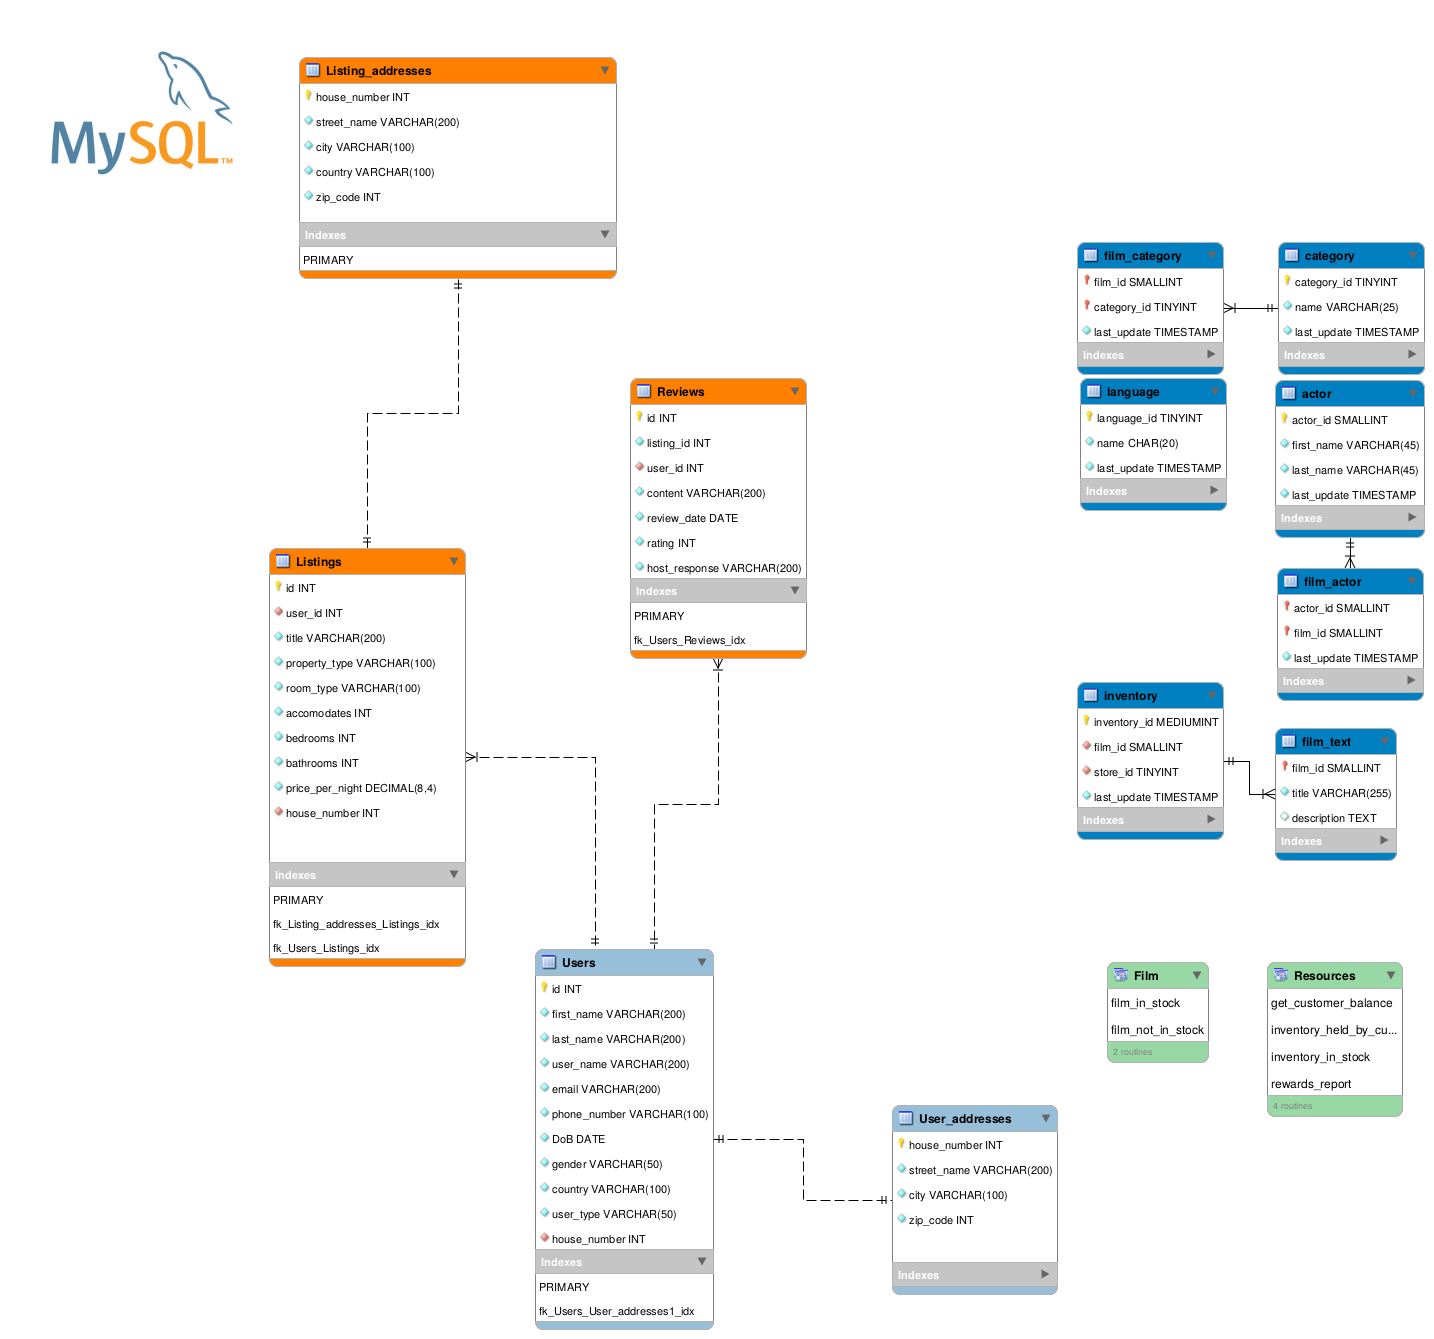 MySQL™
Listing_addresses
house_number INT
street_name VARCHAR(200)
city VARCHAR(100)
country VARCHAR(100)
zip_code INT
Indexes
PRIMARY
Reviews
id INT
listing_id INT
user_id INT
content VARCHAR(200)
review_date DATE
rating INT
host_response VARCHAR(200)
Indexes
PRIMARY
fk_Users_Reviews_idx
Listings
id INT
user_id INT
title VARCHAR(200)
property_type VARCHAR(100)
room_type VARCHAR(100)
accomodates INT
bedrooms INT
bathrooms INT
price_per_night DECIMAL(8,4)
house_number INT
Indexes
PRIMARY
fk_Listing_addresses_Listings_idx
fk_Users_Listings_idx
Users
id INT
first_name VARCHAR(200)
last_name VARCHAR(200)
user_name VARCHAR(200)
email VARCHAR(200)
phone_number VARCHAR(100)
DoB DATE
gender VARCHAR(50)
country VARCHAR(100)
user_type VARCHAR(50)
house_number INT
Indexes
PRIMARY
fk_Users_User_addresses1_idx
User_addresses
house_number INT
street_name VARCHAR(200)
city VARCHAR(100)
zip_code INT
Indexes
film_category
film_id SMALLINT
category_id TINYINT
last_update TIMESTAMP
Indexes
category
category_id TINYINT
name VARCHAR(25)
last_update TIMESTAMP
Indexes
language
language_id TINYINT
name CHAR(20)
last_update TIMESTAMP
Indexes
actor
actor_id SMALLINT
first_name VARCHAR(45)
last_name VARCHAR(45)
last_update TIMESTAMP
Indexes
film_actor
actor_id SMALLINT
film_id SMALLINT
last_update TIMESTAMP
Indexes
inventory
inventory_id MEDIUMINT
film_id SMALLINT
store_id TINYINT
last_update TIMESTAMP
Indexes
film_text
film_id SMALLINT
title VARCHAR(255)
description TEXT
Indexes
Film
film_in_stock
film_not_in_stock
2 routines
Resources
get_customer_balance
inventory_held_by_cu...
inventory_in_stock
rewards_report
4 routines